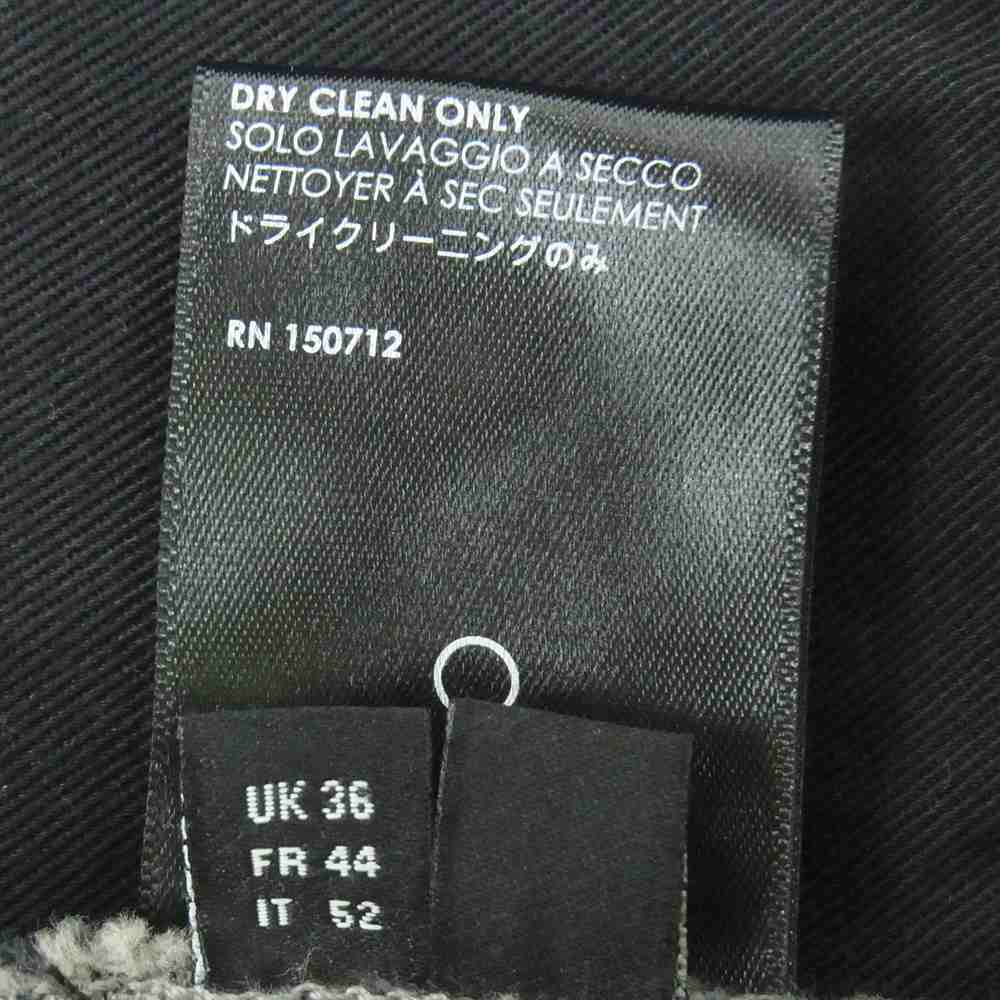 DRY CLEAN ONLY
SOLO LAVAGGIO A SECCO
NETTOYER À SEC SEULEMENT
ドライクリーニングのみ
RN 150712
UK 36
FR 44
IT 52